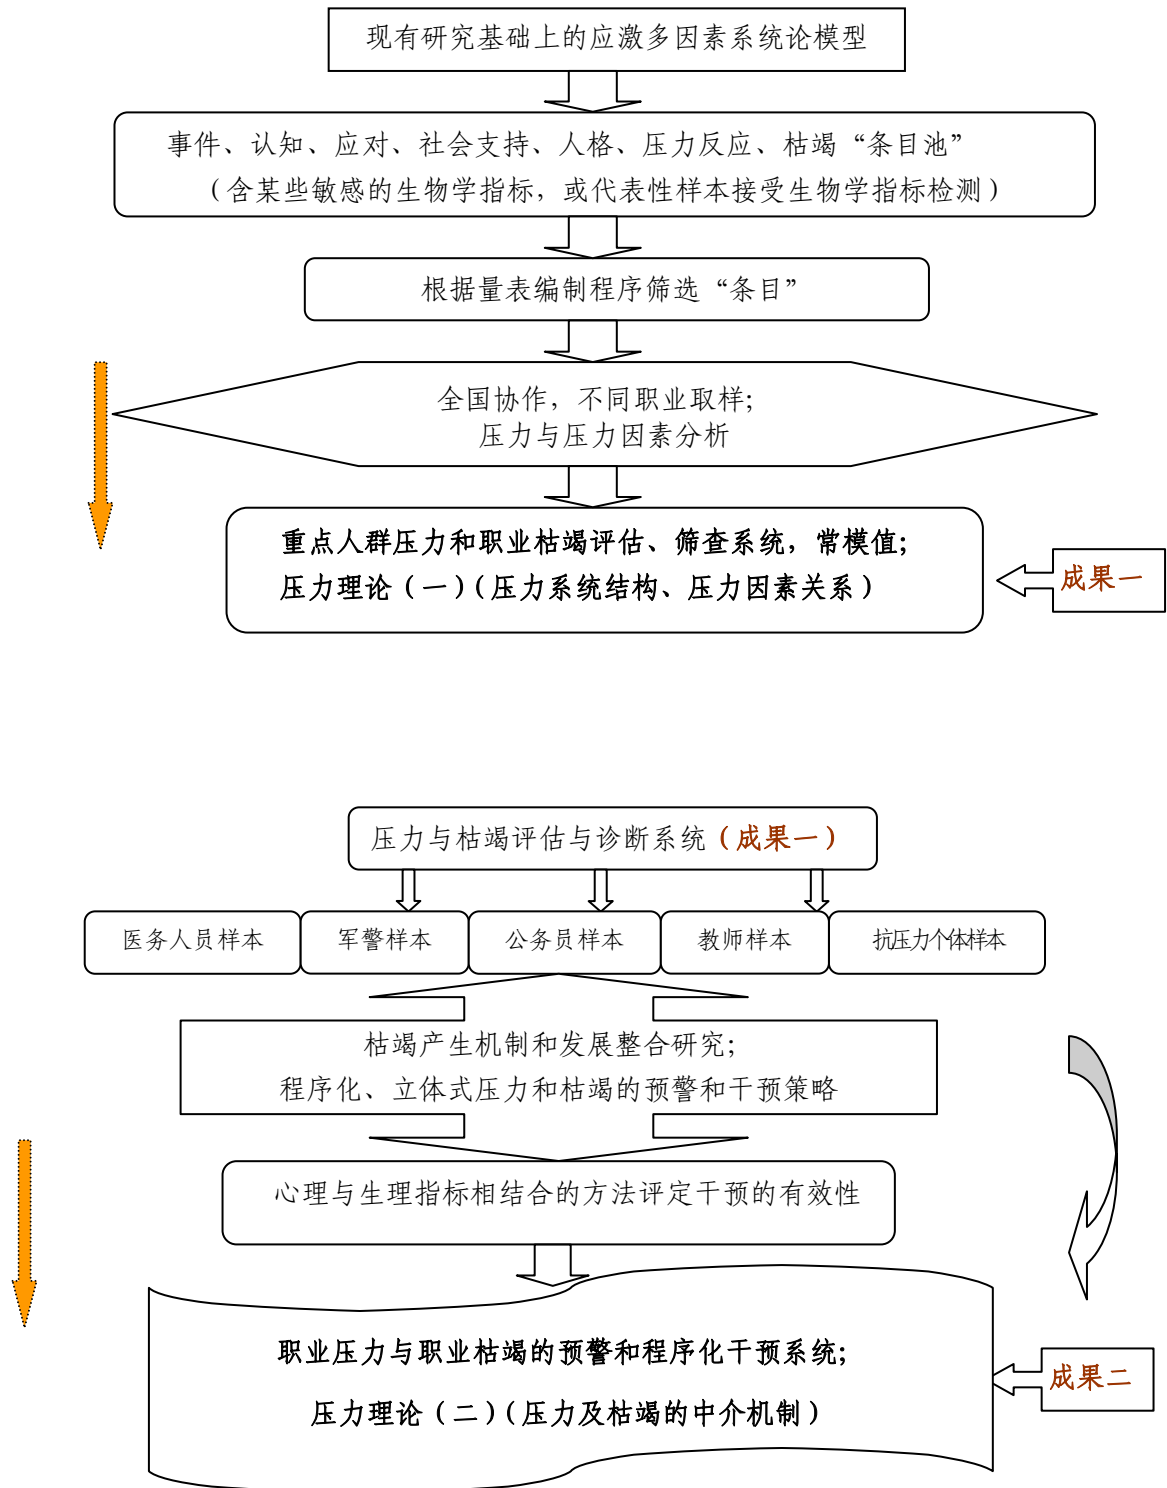 现有研究基础上的应激多因素系统论模型
事件、认知、应对、社会支持、人格、压力反应、枯竭“条目池”
（含某些敏感的生物学指标，或代表性样本接受生物学指标检测）
根据量表编制程序筛选“条目”
全国协作，不同职业取样；
压力与压力因素分析
重点人群压力和职业枯竭评估、筛查系统，常模值；
压力理论（一）（压力系统结构、压力因素关系）
成果一
压力与枯竭评估与诊断系统（成果一）
医务人员样本
军警样本
公务员样本
教师样本
抗压力个体样本
枯竭产生机制和发展整合研究；
程序化、立体式压力和枯竭的预警和干预策略
心理与生理指标相结合的方法评定干预的有效性
职业压力与职业枯竭的预警和程序化干预系统；
压力理论（二）（压力及枯竭的中介机制）
成果二